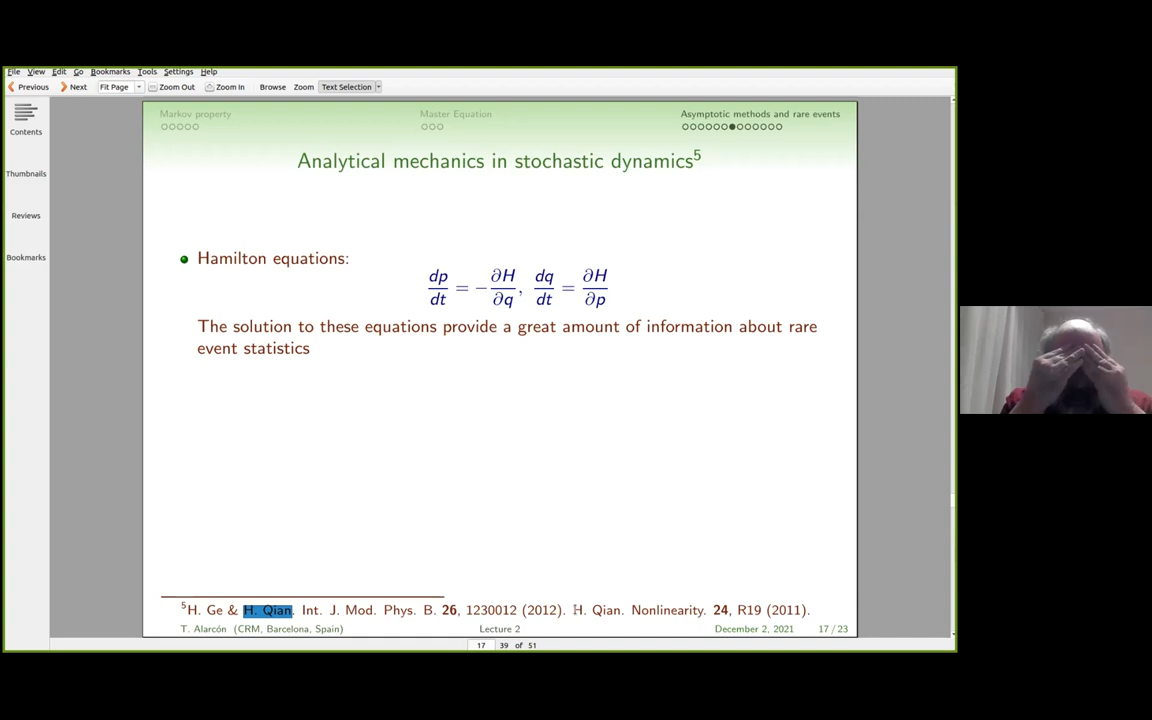 File View Edit Go Bookmarks Tools Settings Help
Previous Next Fit Page Zoom Out Zoom In Browse Zoom Text Selection
Contents
Thumbnails
Reviews
Bookmarks
Markov property Master Equation Asymptotic methods and rare events
Analytical mechanics in stochastic dynamics⁵
Hamilton equations:
dp/dt = −∂H/∂q, dq/dt = ∂H/∂p
The solution to these equations provide a great amount of information about rare
event statistics
⁵H. Ge & H. Qian. Int. J. Mod. Phys. B. 26, 1230012 (2012). H. Qian. Nonlinearity. 24, R19 (2011).
T. Alarcón (CRM, Barcelona, Spain) Lecture 2 December 2, 2021 17 / 23
17 39 of 51